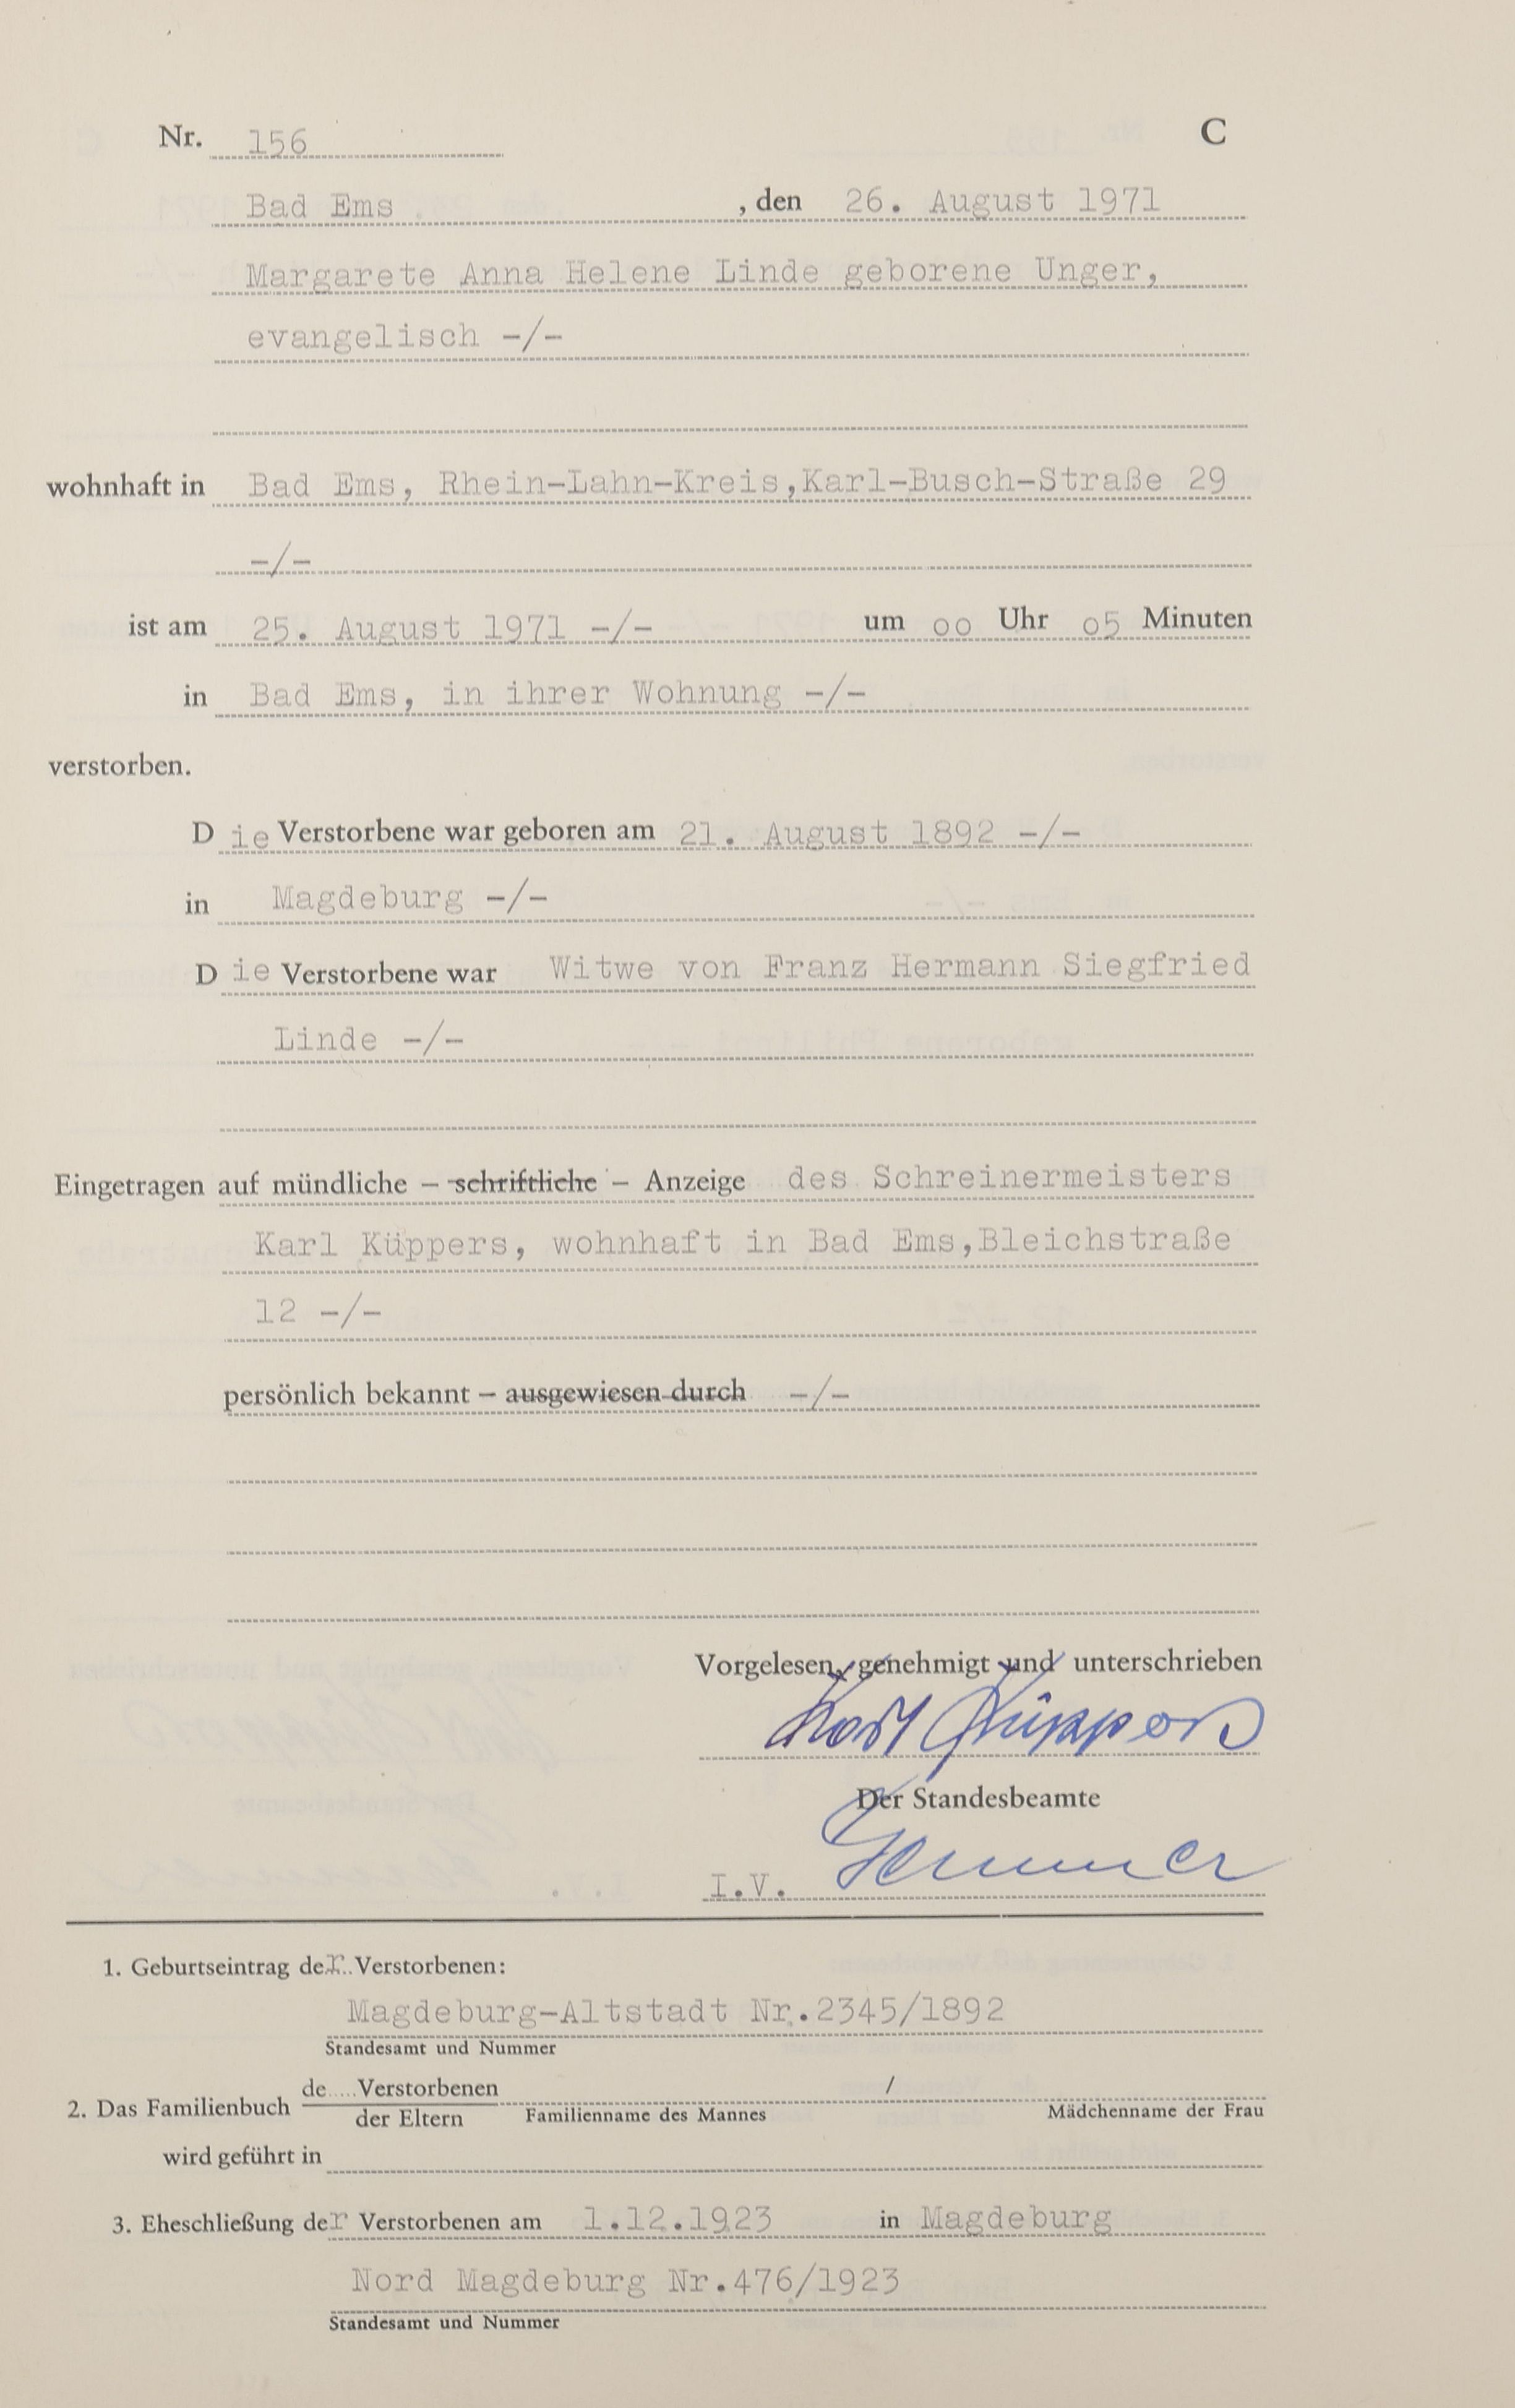 Nr. 156
C
Bad Ems , den 26. August 1971
Margarete Anna Helene Linde geborene Unger,
evangelisch -/-
wohnhaft in Bad Ems, Rhein-Lahn-Kreis,Karl-Busch-Straße 29
-/-
ist am 25. August 1971 -/- um 00 Uhr 05 Minuten
in Bad Ems, in ihrer Wohnung -/-
verstorben.
Die Verstorbene war geboren am 21. August 1892 -/-
in Magdeburg -/-
Die Verstorbene war Witwe von Franz Hermann Siegfried
Linde -/-
Eingetragen auf mündliche – schriftliche – Anzeige des Schreinermeisters
Karl Küppers, wohnhaft in Bad Ems,Bleichstraße
12 -/-
persönlich bekannt – ausgewiesen durch -/-
Vorgelesen, genehmigt und unterschrieben
Karl Küppers
Der Standesbeamte
I.V.
1. Geburtseintrag der Verstorbenen:
Magdeburg-Altstadt Nr.2345/1892
Standesamt und Nummer
2. Das Familienbuch de.... Verstorbenen /
der Eltern Familienname des Mannes Mädchenname der Frau
wird geführt in
3. Eheschließung der Verstorbenen am 1.12.1923 in Magdeburg
Nord Magdeburg Nr.476/1923
Standesamt und Nummer